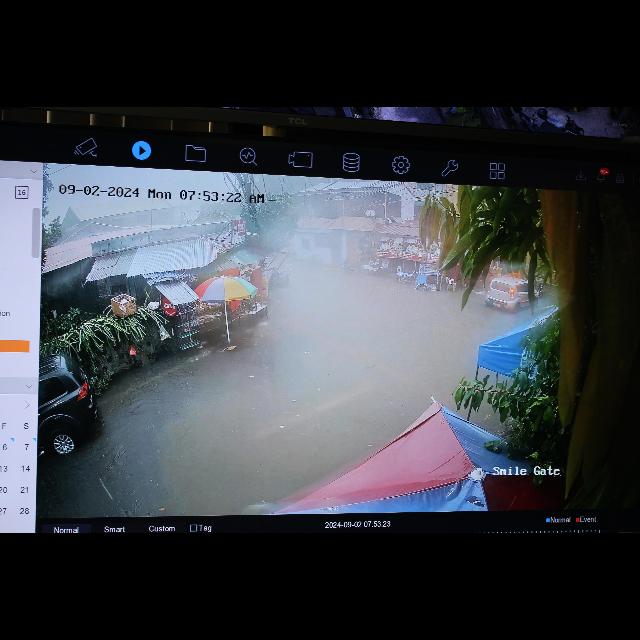 TCL
16
09-02-2024 Mon 07:53:22 AM
ion
F S
6 7
13 14
20 21
27 28
Smile Gate
Normal Smart Custom Tag 2024-09-02 07:53:23 Normal Event